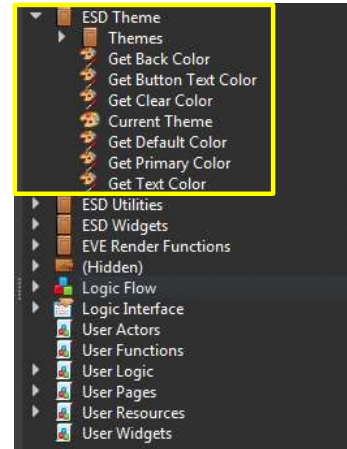 ESD Theme
Themes
Get Back Color
Get Button Text Color
Get Clear Color
Current Theme
Get Default Color
Get Primary Color
Get Text Color
ESD Utilities
ESD Widgets
EVE Render Functions
(Hidden)
Logic Flow
Logic Interface
User Actors
User Functions
User Logic
User Pages
User Resources
User Widgets